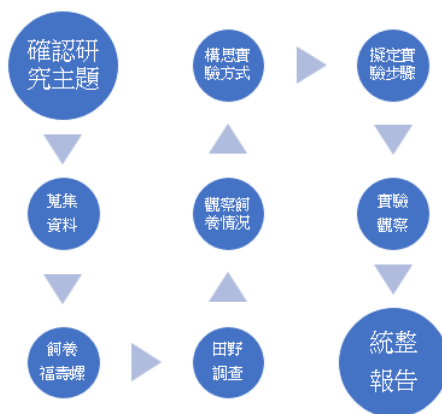 確認研
究主題
蒐集
資料
飼養
福壽螺
田野
調查
觀察飼
養情況
構思實
驗方式
擬定實
驗步驟
實驗
觀察
統整
報告